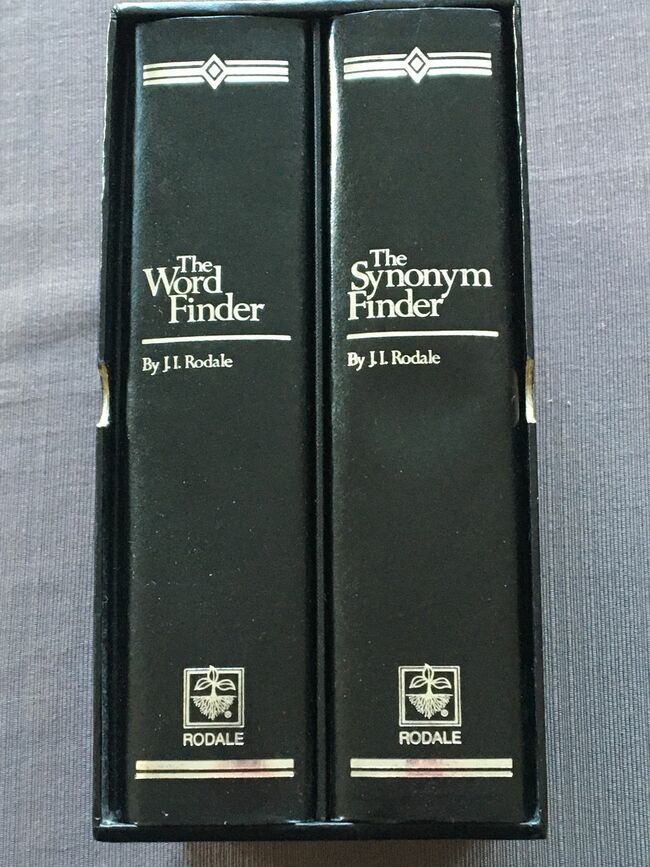 The
Word
Finder
By J.I. Rodale
®
RODALE
The
Synonym
Finder
By J.I. Rodale
®
RODALE